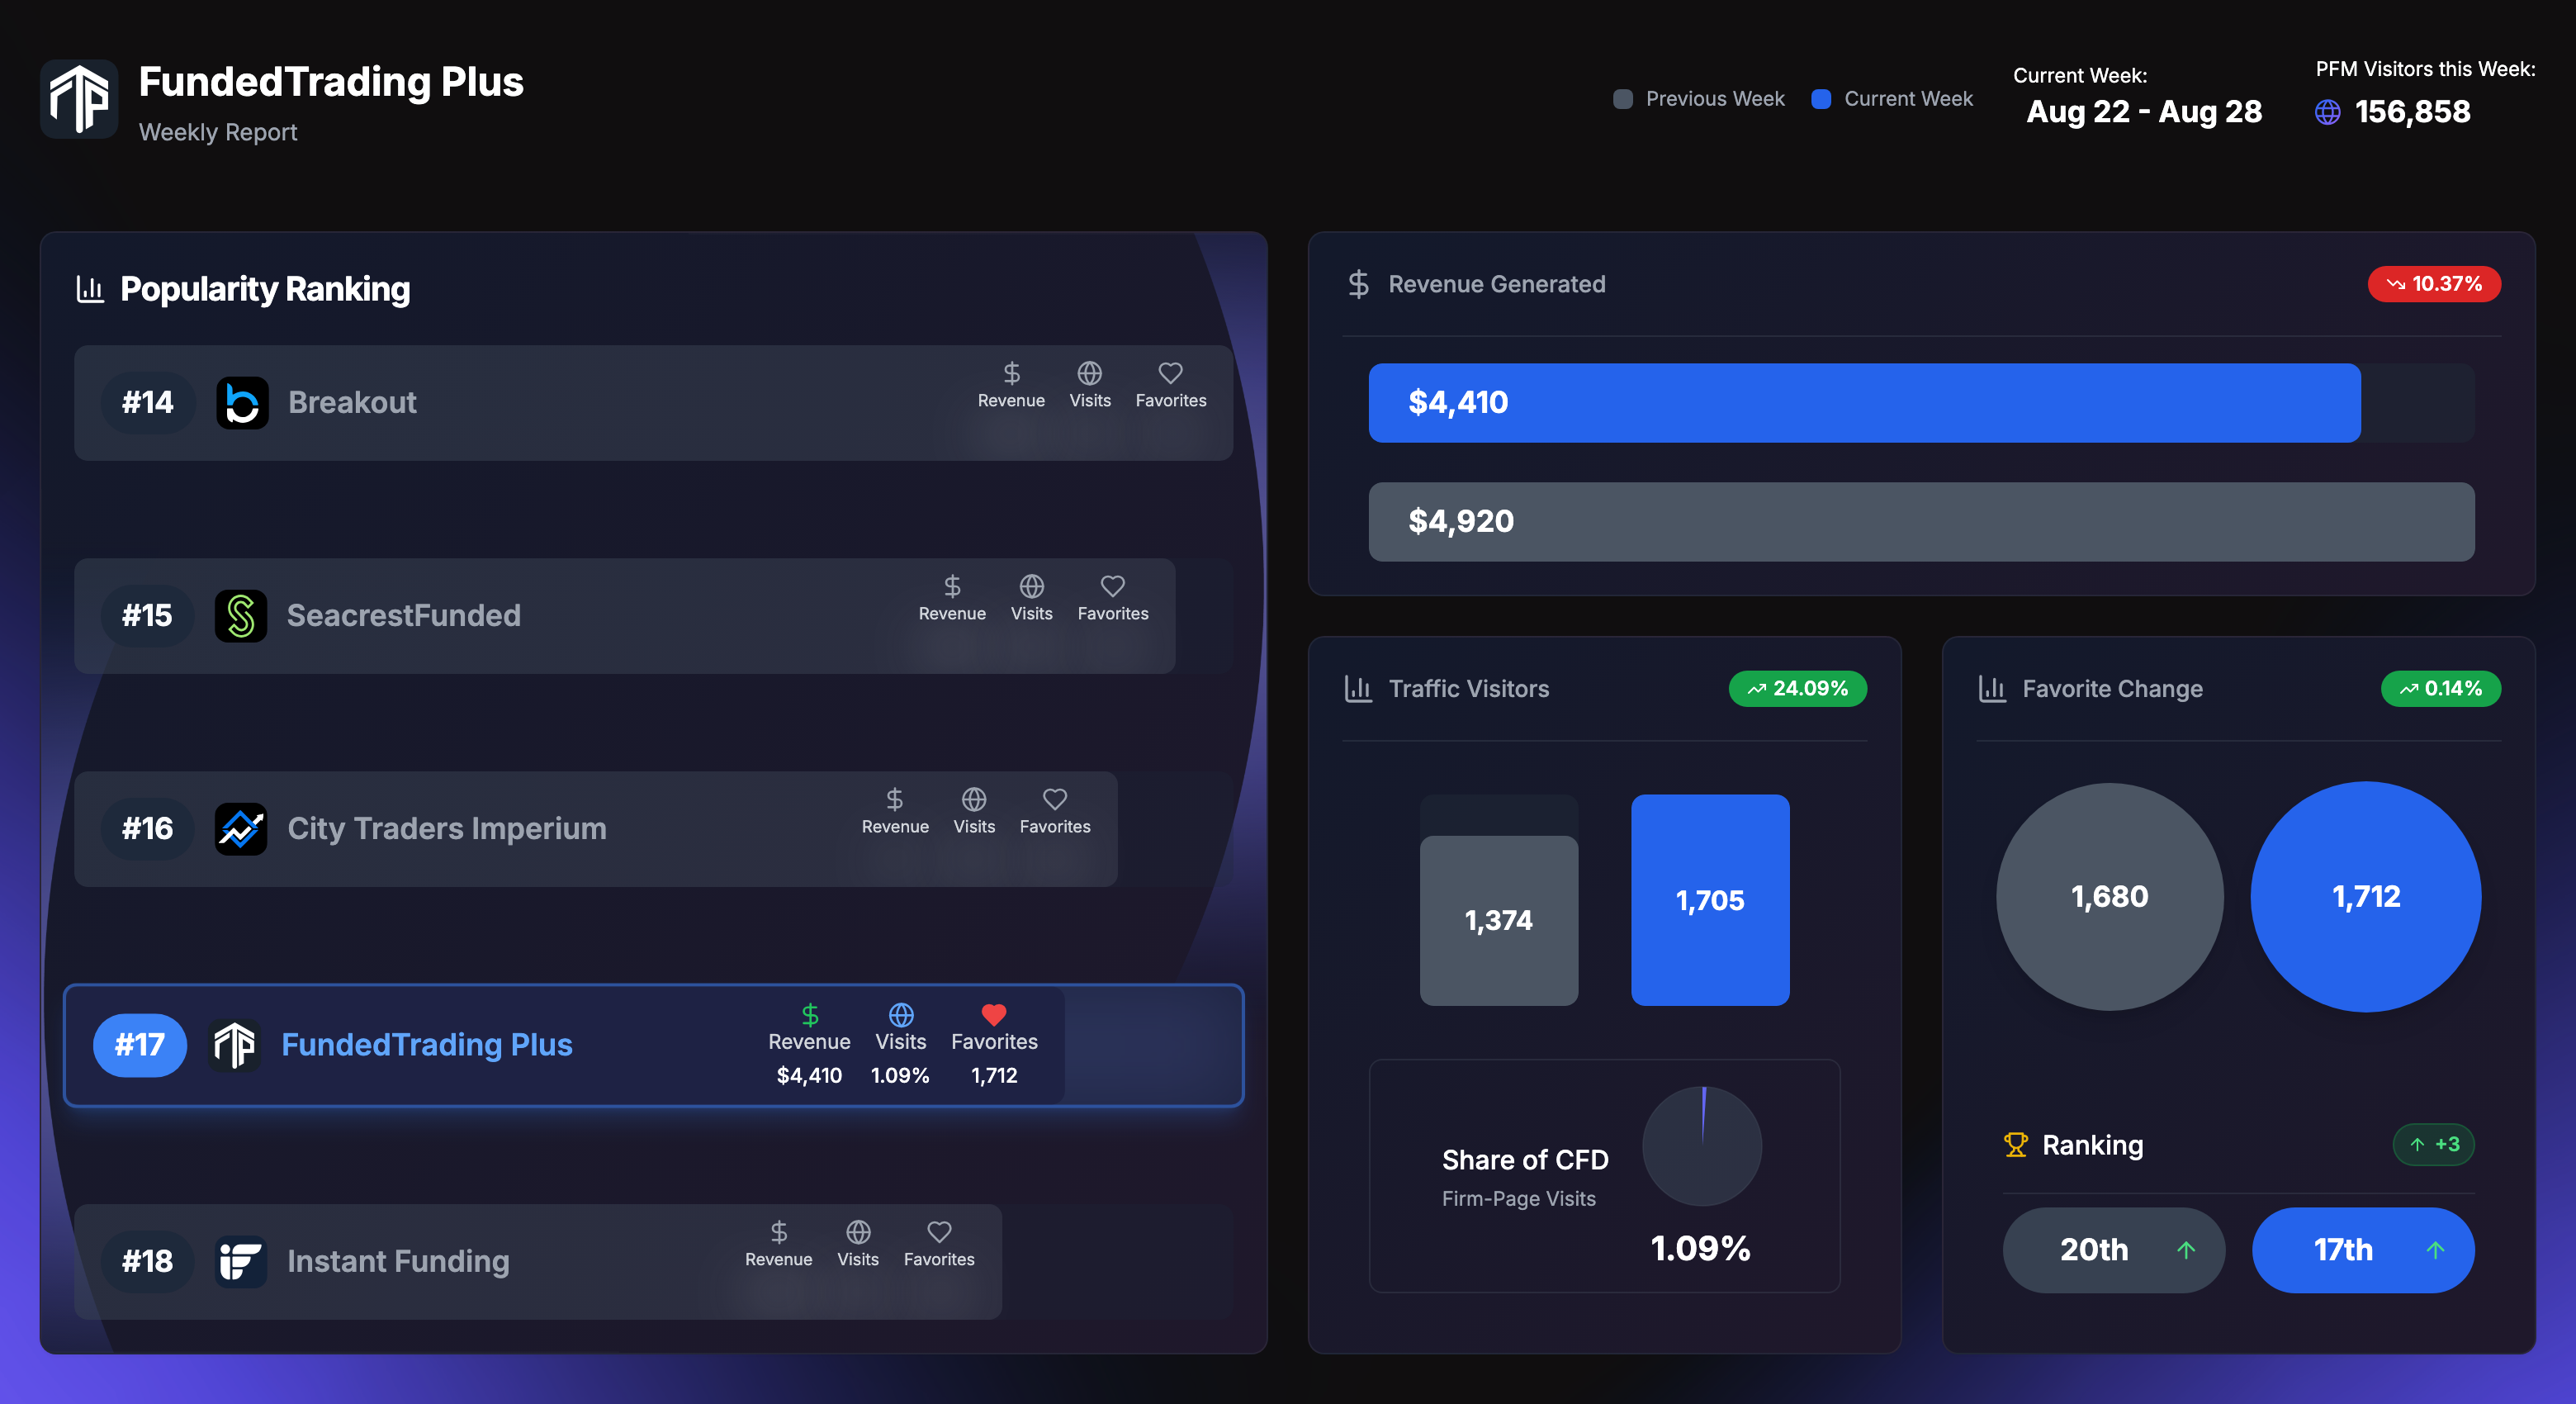 FundedTrading Plus
Weekly Report
Previous Week
Current Week
Current Week:
Aug 22 - Aug 28
PFM Visitors this Week:
156,858
Popularity Ranking
#14
Breakout
Revenue
Visits
Favorites
#15
SeacrestFunded
Revenue
Visits
Favorites
#16
City Traders Imperium
Revenue
Visits
Favorites
#17
FundedTrading Plus
Revenue
Visits
Favorites
$4,410
1.09%
1,712
#18
Instant Funding
Revenue
Visits
Favorites
Revenue Generated
10.37%
$4,410
$4,920
Traffic Visitors
24.09%
1,374
1,705
Share of CFD
Firm-Page Visits
1.09%
Favorite Change
0.14%
1,680
1,712
Ranking
+3
20th
17th